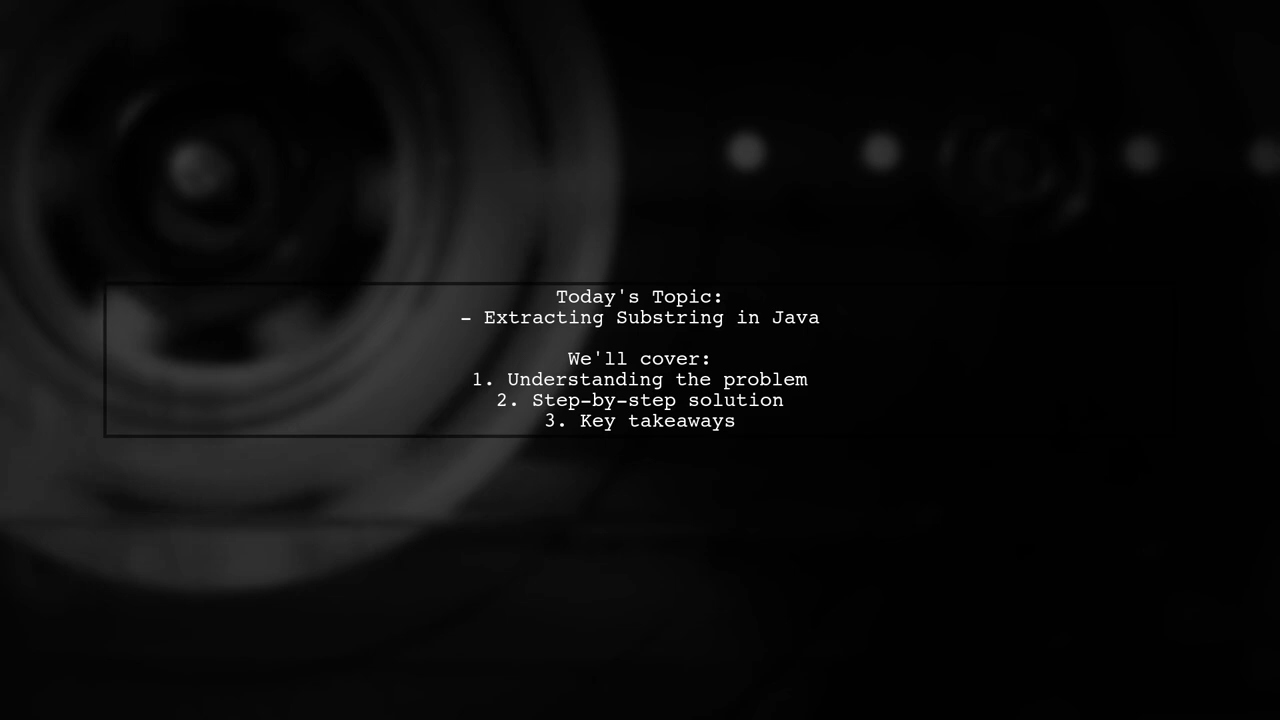 Today's Topic:
- Extracting Substring in Java
We'll cover:
1. Understanding the problem
2. Step-by-step solution
3. Key takeaways